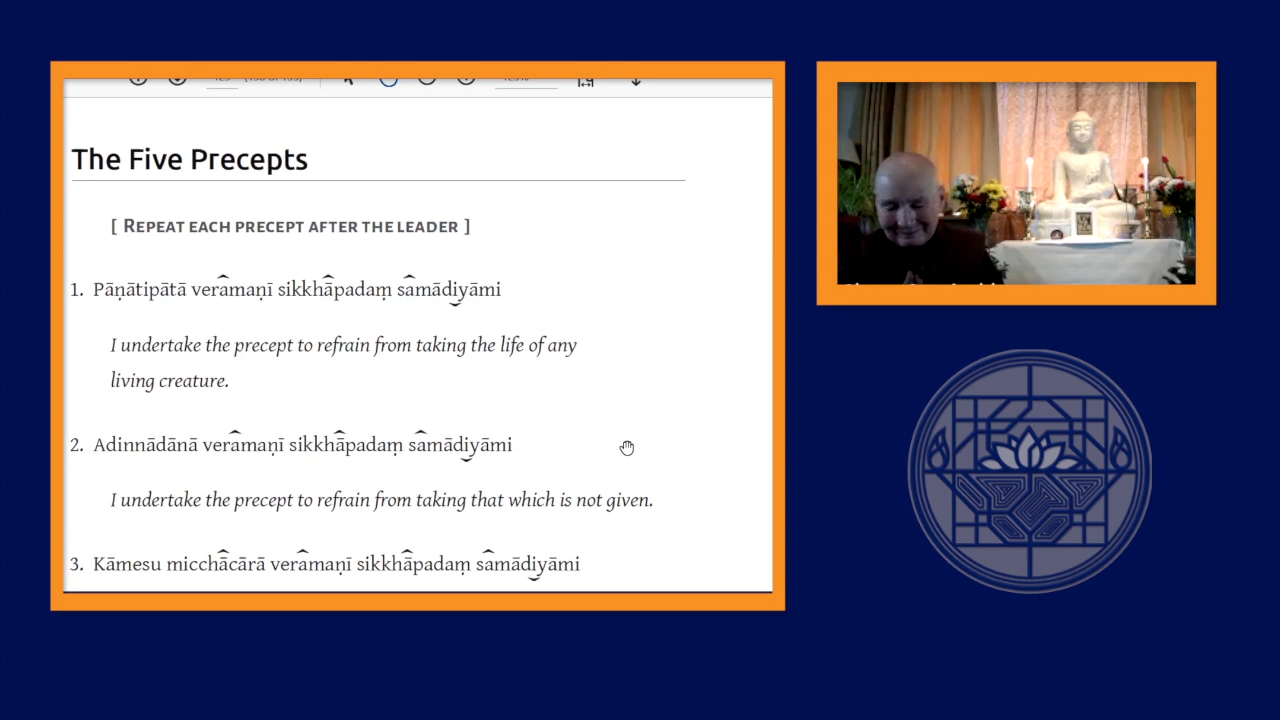 The Five Precepts
[ REPEAT EACH PRECEPT AFTER THE LEADER ]
1. Pāṇātipātā veramaṇī sikkhāpadaṃ samādiyāmi
I undertake the precept to refrain from taking the life of any
living creature.
2. Adinnādānā veramaṇī sikkhāpadaṃ samādiyāmi
I undertake the precept to refrain from taking that which is not given.
3. Kāmesu micchācārā veramaṇī sikkhāpadaṃ samādiyāmi